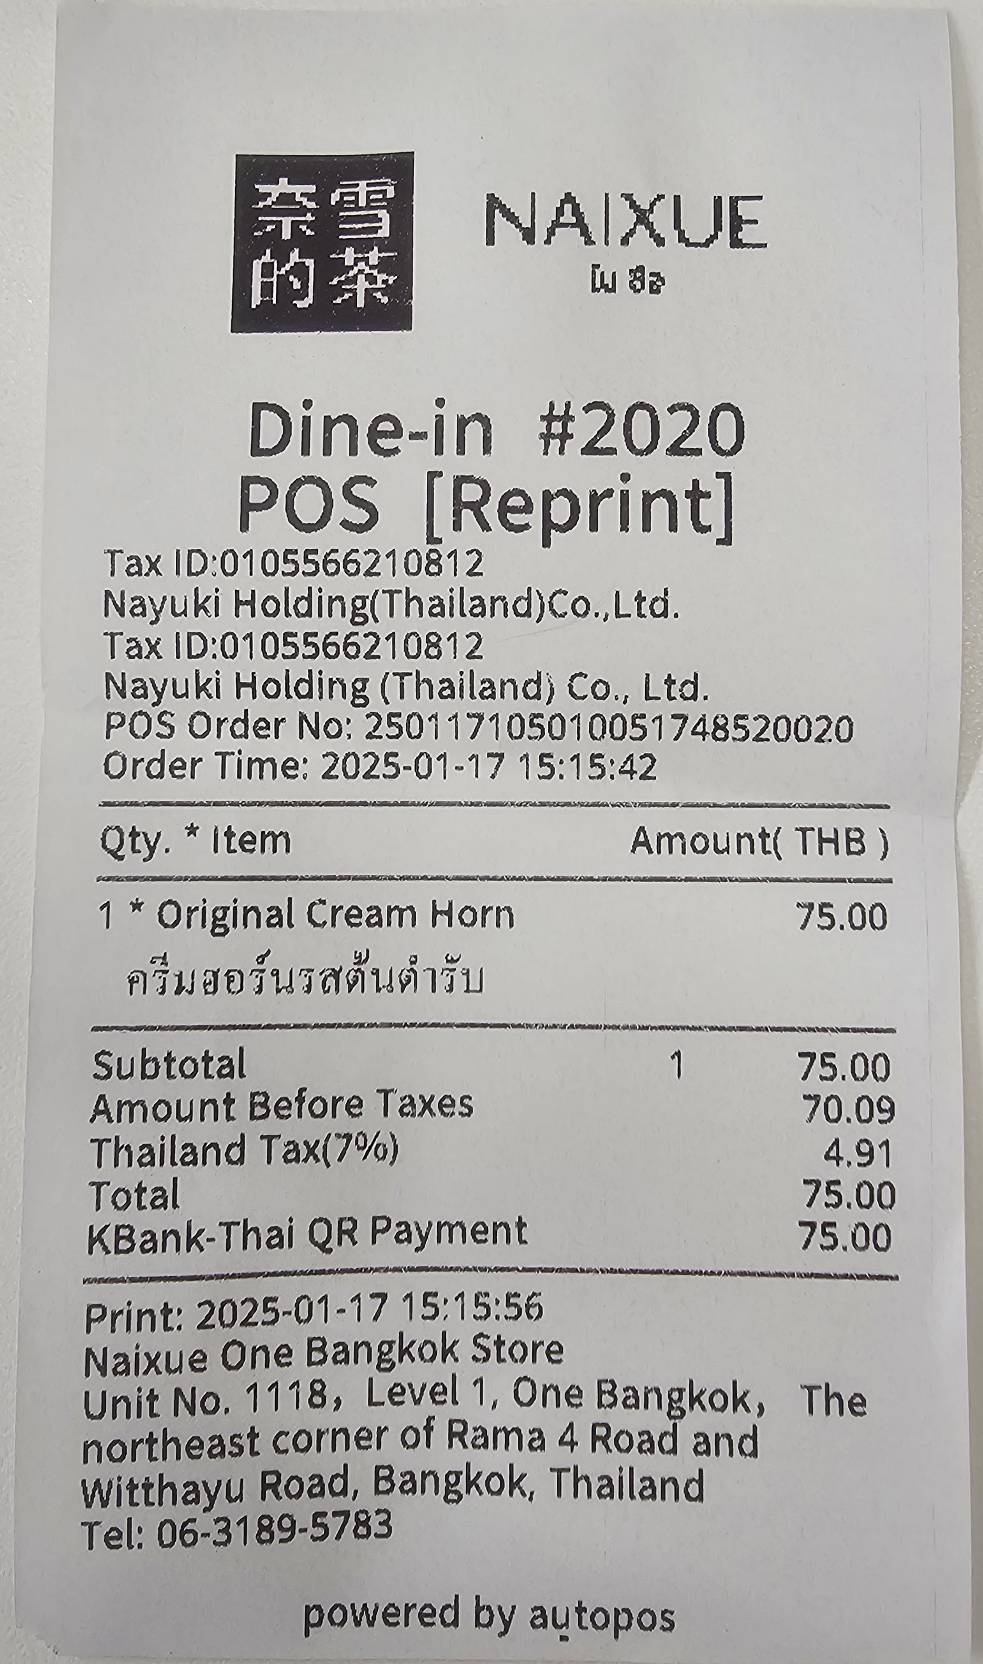 奈雪
的茶
NAIXUE
ไน ซือ
Dine-in #2020
POS [Reprint]
Tax ID:0105566210812
Nayuki Holding(Thailand)Co.,Ltd.
Tax ID:0105566210812
Nayuki Holding (Thailand) Co., Ltd.
POS Order No: 250117105010051748520020
Order Time: 2025-01-17 15:15:42
Qty. * Item Amount( THB )
1 * Original Cream Horn 75.00
ครีมฮอร์นรสต้นตำรับ
Subtotal 1 75.00
Amount Before Taxes 70.09
Thailand Tax(7%) 4.91
Total 75.00
KBank-Thai QR Payment 75.00
Print: 2025-01-17 15:15:56
Naixue One Bangkok Store
Unit No. 1118，Level 1, One Bangkok， The
northeast corner of Rama 4 Road and
Witthayu Road, Bangkok, Thailand
Tel: 06-3189-5783
powered by autopos